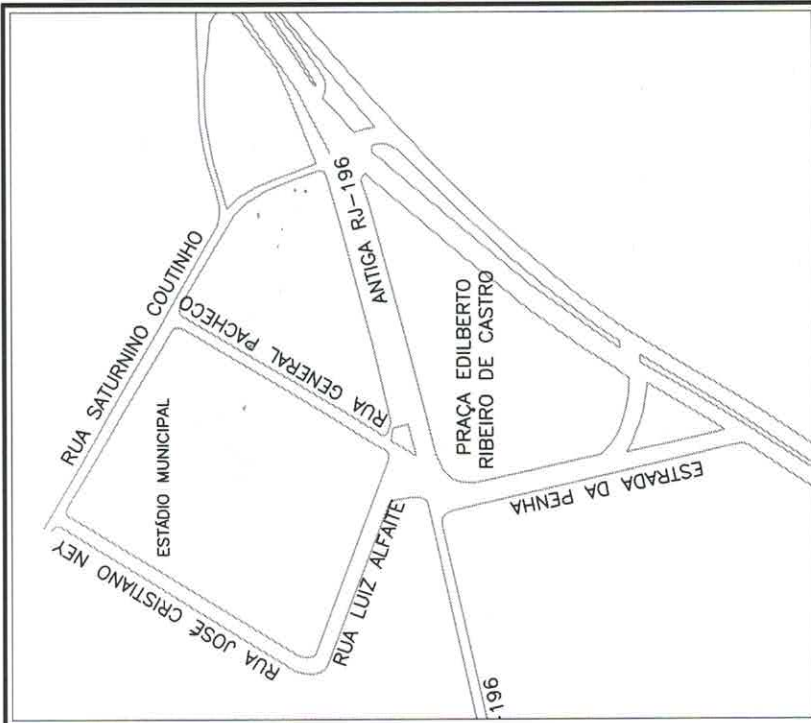 RUA SATURNINO COUTINHO
ANTIGA RJ-196
RUA GENERAL PACHECO
PRAÇA EDILBERTO
RIBEIRO DE CASTRO
ESTÁDIO MUNICIPAL
RUA JOSÉ CRISTIANO NEY
RUA LUIZ ALFAITE
ESTRADA DA PENHA
-196